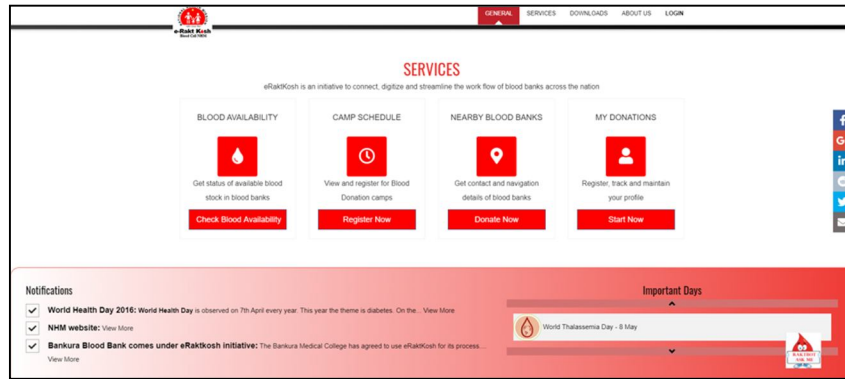 e-Rakt Kosh
GENERAL SERVICES DOWNLOADS ABOUT US LOGIN
SERVICES
eRaktKosh is an initiative to connect, digitize and streamline the work flow of blood banks across the nation
BLOOD AVAILABILITY
Get status of available blood
stock in blood banks
Check Blood Availability
CAMP SCHEDULE
View and register for Blood
Donation camps
Register Now
NEARBY BLOOD BANKS
Get contact and navigation
details of blood banks
Donate Now
MY DONATIONS
Register, track and maintain
your profile
Start Now
Notifications
World Health Day 2016: World Health Day is observed on 7th April every year. This year the theme is diabetes. On the... View More
NHM website: View More
Bankura Blood Bank comes under eRaktkosh initiative: The Bankura Medical College has agreed to use eRaktKosh for its process...
View More
Important Days
World Thalassemia Day - 8 May
ASK ME